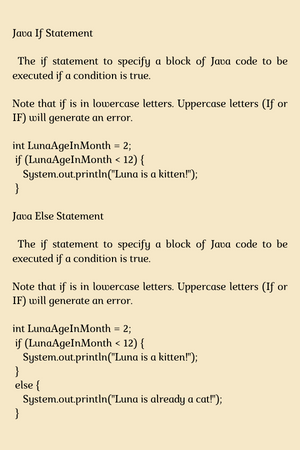 Java If Statement
The if statement to specify a block of Java code to be
executed if a condition is true.
Note that if is in lowercase letters. Uppercase letters (If or
IF) will generate an error.
int LunaAgeInMonth = 2;
if (LunaAgeInMonth < 12) {
System.out.println("Luna is a kitten!");
}
Java Else Statement
The if statement to specify a block of Java code to be
executed if a condition is true.
Note that if is in lowercase letters. Uppercase letters (If or
IF) will generate an error.
int LunaAgeInMonth = 2;
if (LunaAgeInMonth < 12) {
System.out.println("Luna is a kitten!");
}
else {
System.out.println("Luna is already a cat!");
}